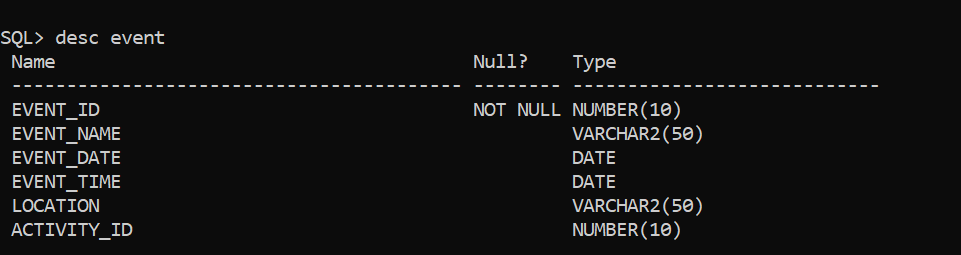 SQL> desc event
Name Null? Type
----------------------------------------- -------- ----------------------------
EVENT_ID NOT NULL NUMBER(10)
EVENT_NAME VARCHAR2(50)
EVENT_DATE DATE
EVENT_TIME DATE
LOCATION VARCHAR2(50)
ACTIVITY_ID NUMBER(10)